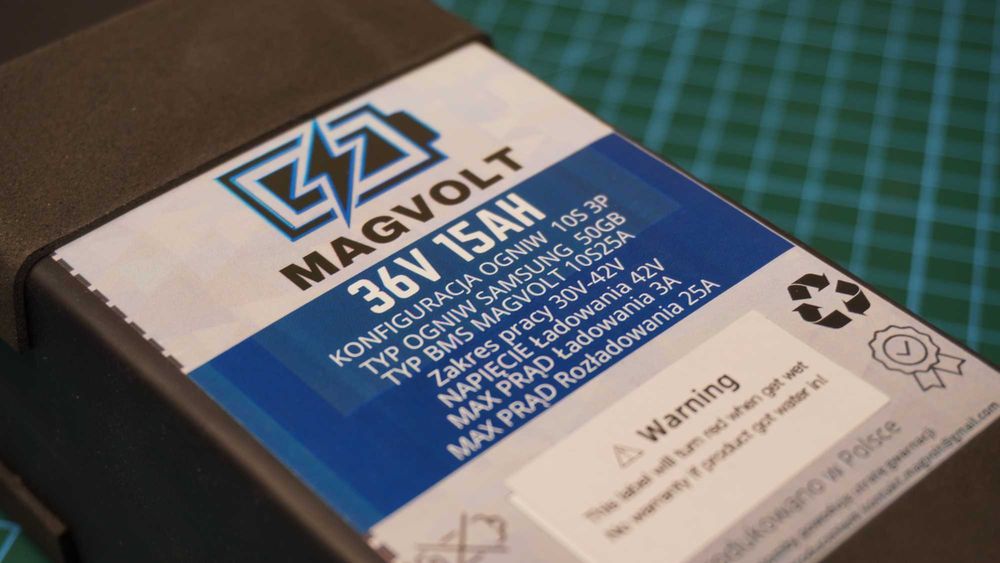 MAGVOLT
36V 15AH
KONFIGURACJA OGNIW 10S 3P
TYP OGNIW SAMSUNG 50GB
TYP BMS MAGVOLT 10S25A
Zakres pracy 30V-42V
NAPIĘCIE Ładowania 42V
MAX PRĄD Ładowania 3A
MAX PRAD Rozładowania 25A
Warning
This label will turn red when get wet
No warranty if product got water in!
w Polsce